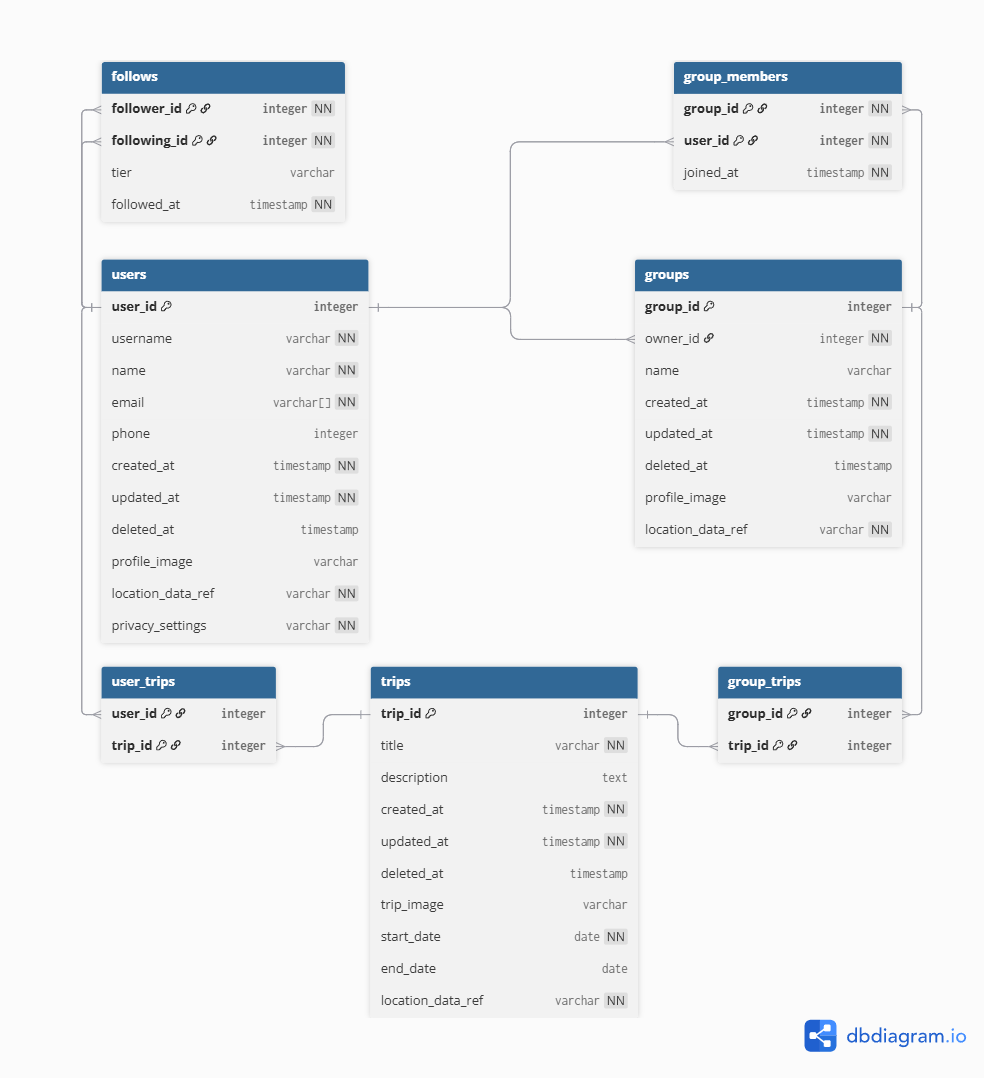 follows
follower_id integer NN
following_id integer NN
tier varchar
followed_at timestamp NN
group_members
group_id integer NN
user_id integer NN
joined_at timestamp NN
users
user_id integer
username varchar NN
name varchar NN
email varchar[] NN
phone integer
created_at timestamp NN
updated_at timestamp NN
deleted_at timestamp
profile_image varchar
location_data_ref varchar NN
privacy_settings varchar NN
groups
group_id integer
owner_id integer NN
name varchar
created_at timestamp NN
updated_at timestamp NN
deleted_at timestamp
profile_image varchar
location_data_ref varchar NN
user_trips
user_id integer
trip_id integer
trips
trip_id integer
title varchar NN
description text
created_at timestamp NN
updated_at timestamp NN
deleted_at timestamp
trip_image varchar
start_date date NN
end_date date
location_data_ref varchar NN
group_trips
group_id integer
trip_id integer
dbdiagram.io